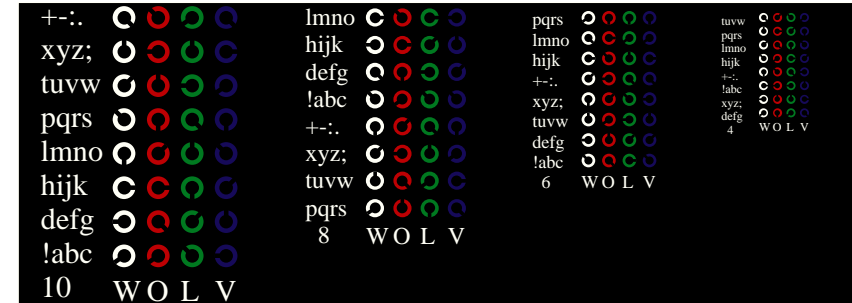 +-:.
xyz;
tuvw
pqrs
lmno
hijk
defg
!abc
10 W O L V
lmno
hijk
defg
!abc
+-:.
xyz;
tuvw
pqrs
8 W O L V
pqrs
lmno
hijk
+-:.
xyz;
tuvw
defg
!abc
6 W O L V
tuvw
pqrs
lmno
hijk
+-:.
!abc
xyz;
defg
4 W O L V